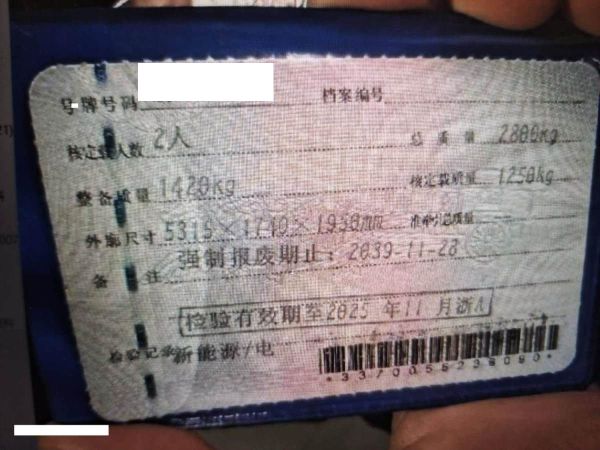 号牌号码 档案编号
核定载人数 2人 总质量 2800kg
整备质量 1420kg 核定载质量 1250kg
外廓尺寸 5315×1740×1930mm 准牵引总质量
强制报废期止：2039-11-28
备注
检验有效期至2025年11月浙A
检验记录 新能源/电